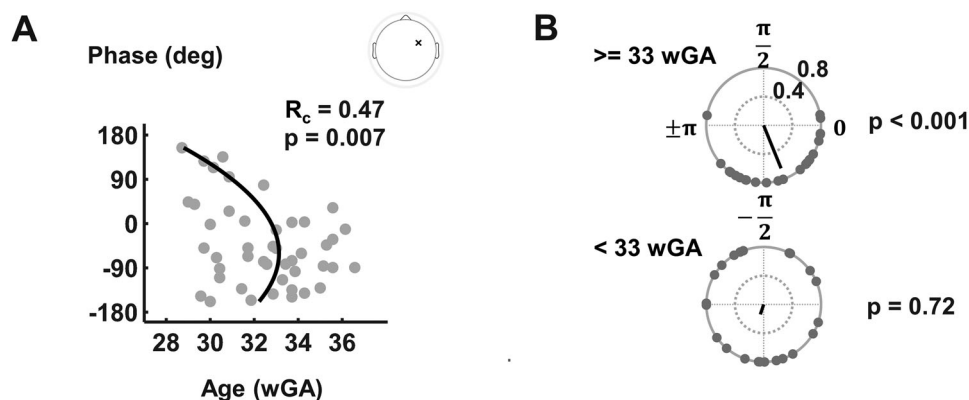 A
Phase (deg)
×
R_c = 0.47
p = 0.007
180
90
0
-90
-180
28 30 32 34 36
Age (wGA)
B
>= 33 wGA
π/2
0.8
0.4
±π
0
p < 0.001
-π/2
< 33 wGA
p = 0.72